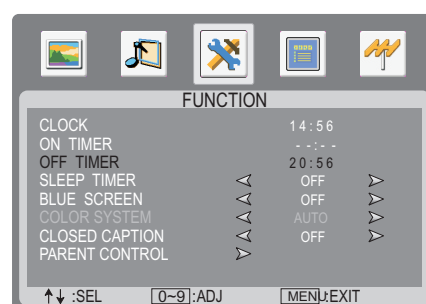 FUNCTION
CLOCK 14:56
ON TIMER --:--
OFF TIMER 20:56
SLEEP TIMER OFF
BLUE SCREEN OFF
COLOR SYSTEM AUTO
CLOSED CAPTION OFF
PARENT CONTROL
:SEL 0~9:ADJ MENU:EXIT